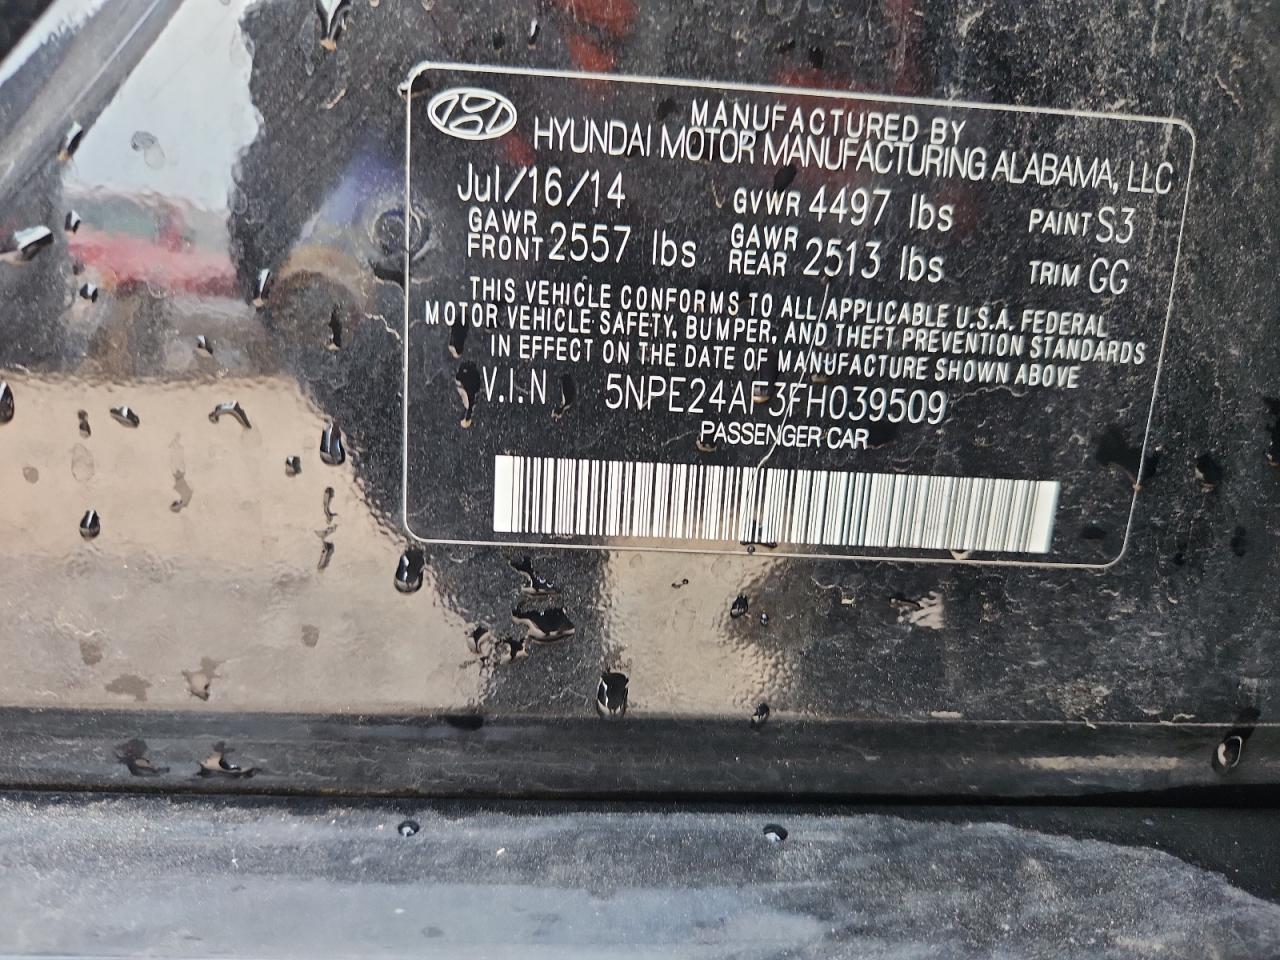 MANUFACTURED BY
HYUNDAI MOTOR MANUFACTURING ALABAMA, LLC
Jul/16/14 GVWR 4497 lbs PAINT S3
GAWR FRONT 2557 lbs GAWR REAR 2513 lbs TRIM GG
THIS VEHICLE CONFORMS TO ALL APPLICABLE U.S.A. FEDERAL
MOTOR VEHICLE SAFETY, BUMPER, AND THEFT PREVENTION STANDARDS
IN EFFECT ON THE DATE OF MANUFACTURE SHOWN ABOVE
V.I.N 5NPE24AF3FH039509
PASSENGER CAR